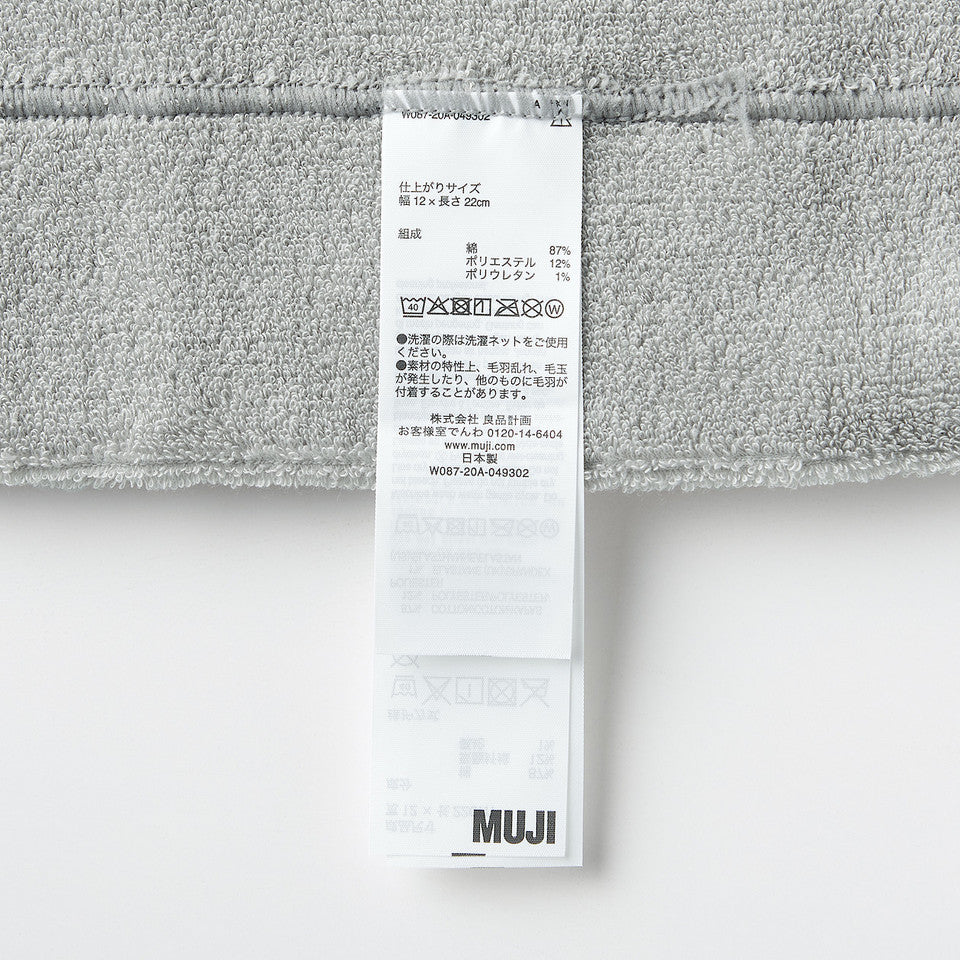 W087-20A-049302
仕上がりサイズ
幅 12 × 長さ 22cm
組成
綿 87%
ポリエステル 12%
ポリウレタン 1%
40 W
●洗濯の際は洗濯ネットをご使用
ください。
●素材の特性上、毛羽乱れ、毛玉
が発生したり、他のものに毛羽が
付着することがあります。
株式会社 良品計画
お客様室でんわ 0120-14-6404
www.muji.com
日本製
W087-20A-049302
MUJI